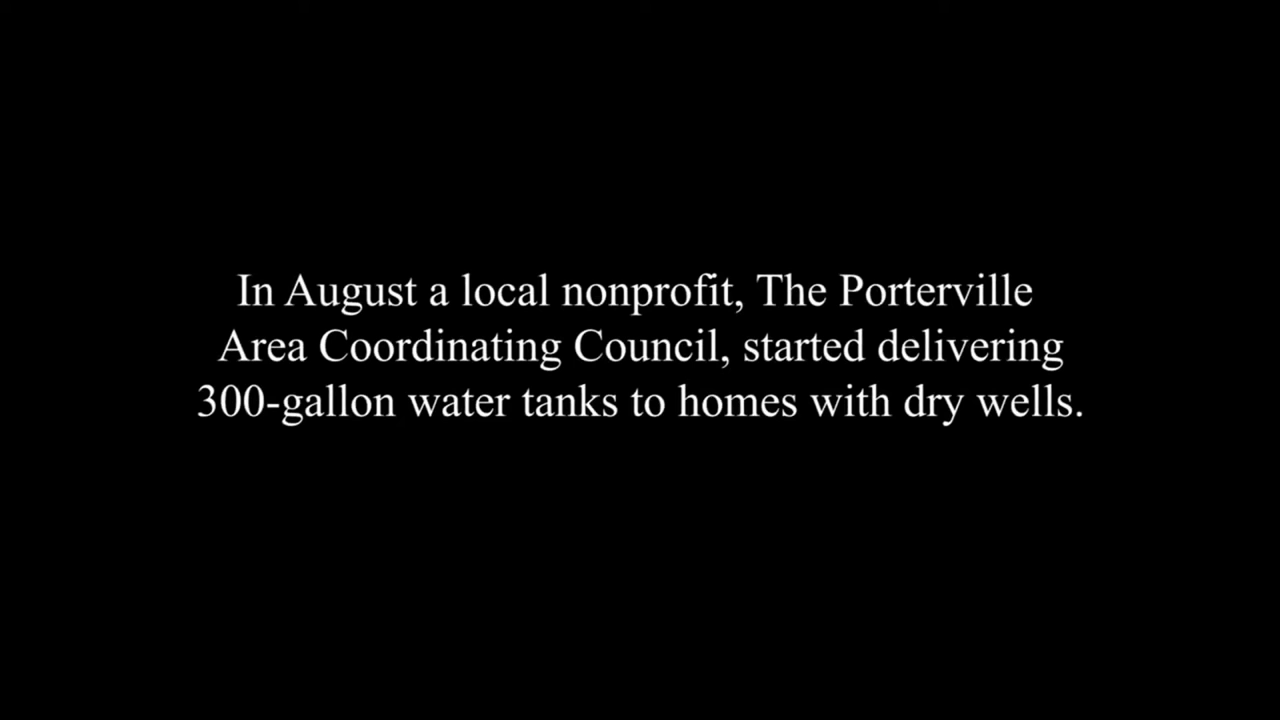 In August a local nonprofit, The Porterville
Area Coordinating Council, started delivering
300-gallon water tanks to homes with dry wells.